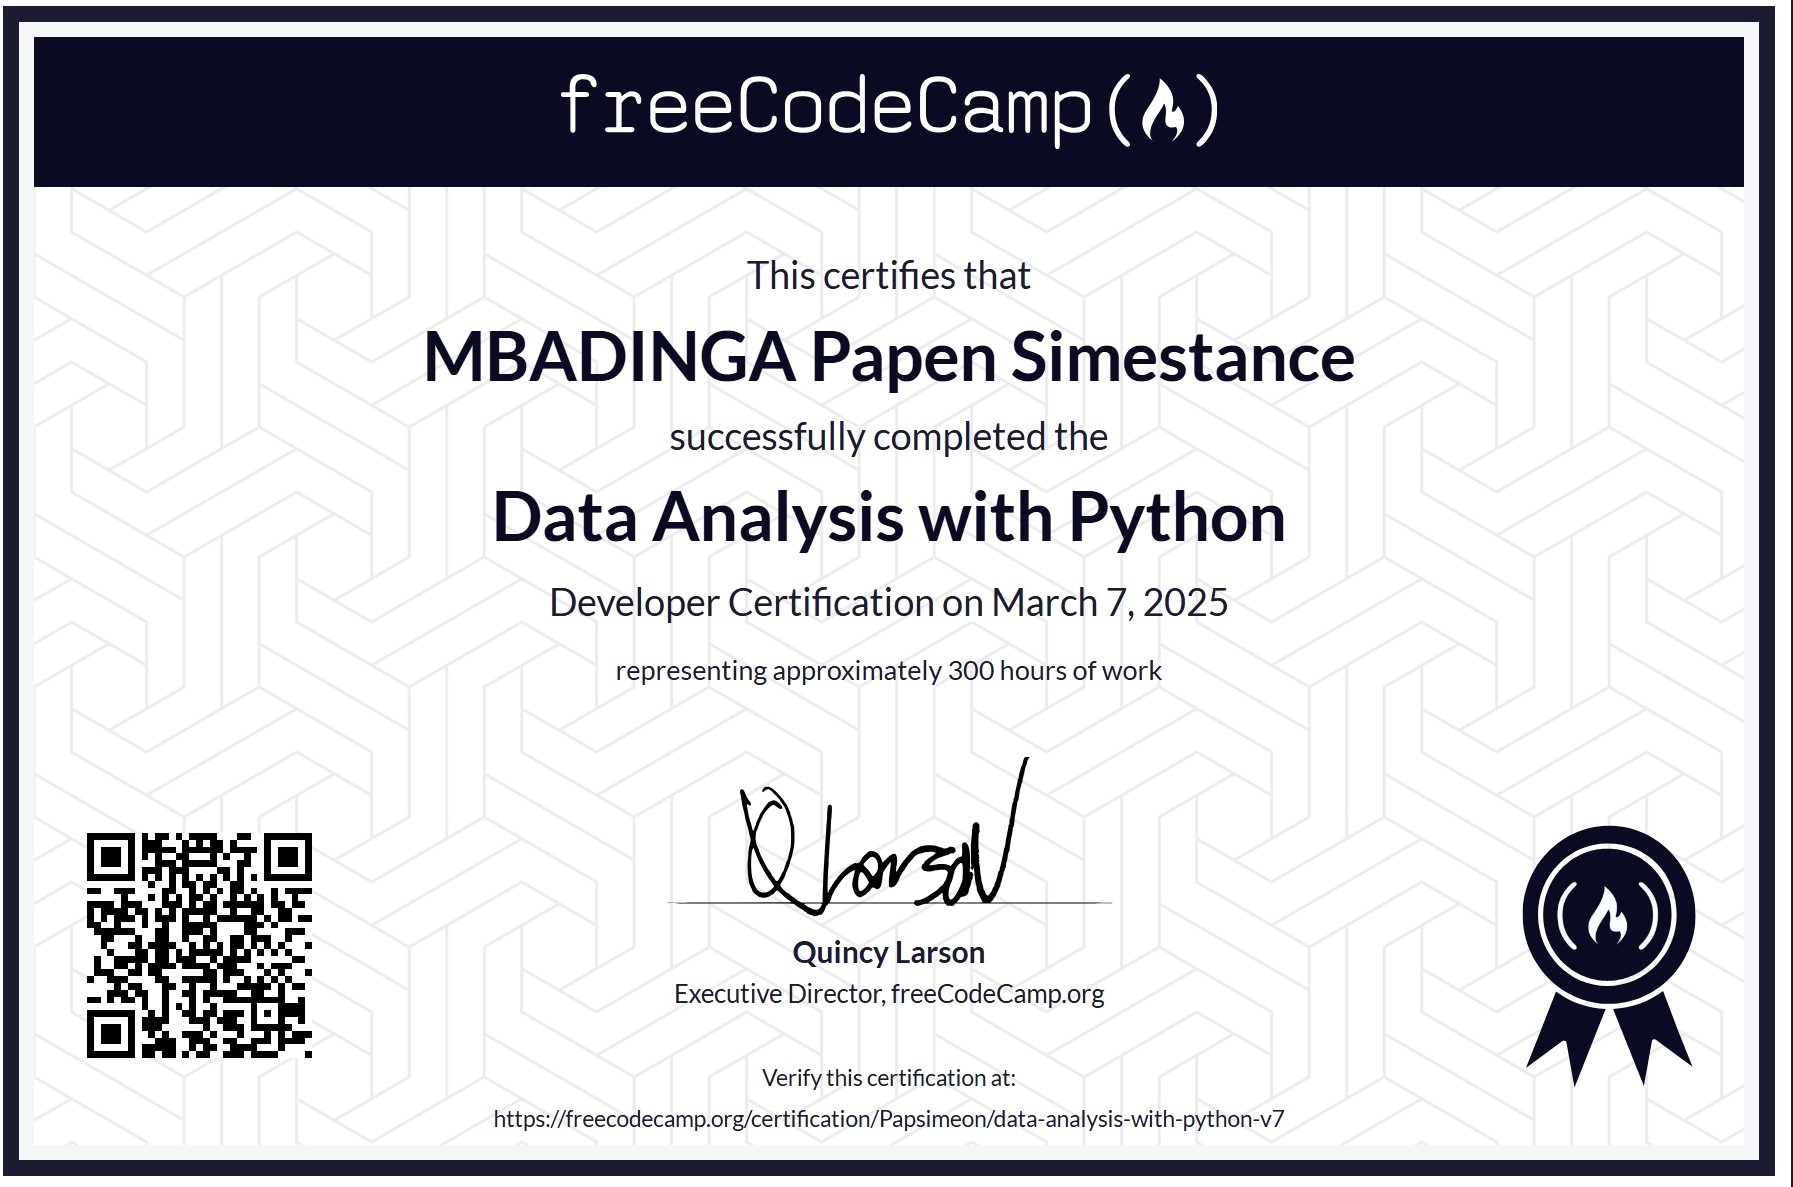 freeCodeCamp
This certifies that
MBADINGA Papen Simestance
successfully completed the
Data Analysis with Python
Developer Certification on March 7, 2025
representing approximately 300 hours of work
Q Larson
Quincy Larson
Executive Director, freeCodeCamp.org
Verify this certification at:
https://freecodecamp.org/certification/Papsimeon/data-analysis-with-python-v7